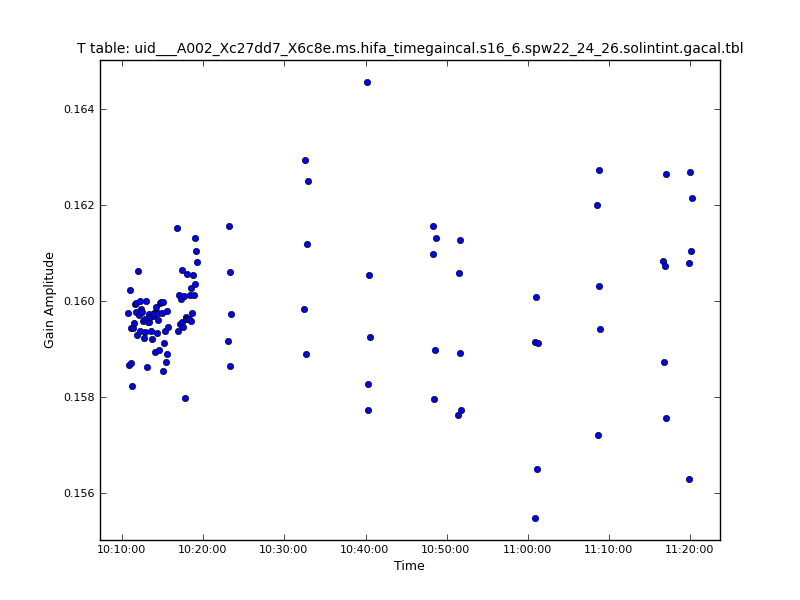 T table: uid___A002_Xc27dd7_X6c8e.ms.hifa_timegaincal.s16_6.spw22_24_26.solintint.gacal.tbl
0.164
0.162
0.160
0.158
0.156
Gain Amplitude
10:10:00 10:20:00 10:30:00 10:40:00 10:50:00 11:00:00 11:10:00 11:20:00
Time